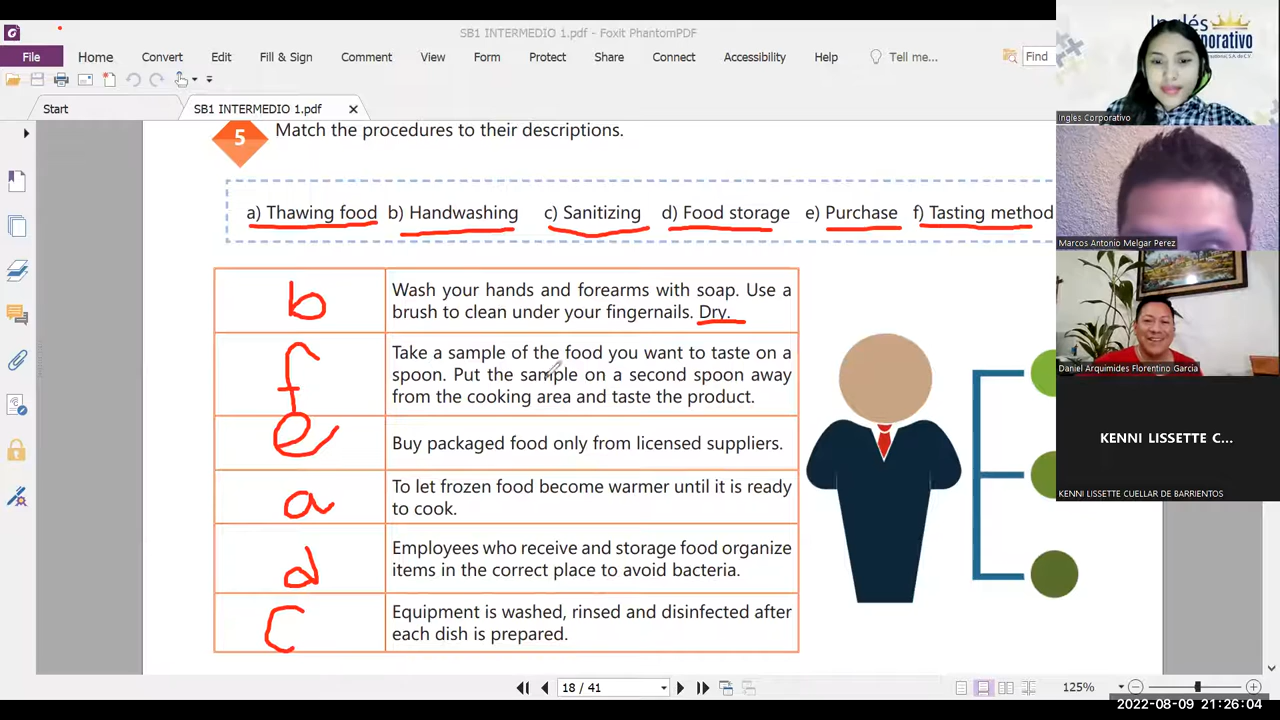 SB1 INTERMEDIO 1.pdf - Foxit PhantomPDF
File Home Convert Edit Fill & Sign Comment View Form Protect Share Connect Accessibility Help Tell me... Find
Start SB1 INTERMEDIO 1.pdf
5 Match the procedures to their descriptions.
a) Thawing food b) Handwashing c) Sanitizing d) Food storage e) Purchase f) Tasting method
b
Wash your hands and forearms with soap. Use a
brush to clean under your fingernails. Dry.
f
Take a sample of the food you want to taste on a
spoon. Put the sample on a second spoon away
from the cooking area and taste the product.
e
Buy packaged food only from licensed suppliers.
a
To let frozen food become warmer until it is ready
to cook.
d
Employees who receive and storage food organize
items in the correct place to avoid bacteria.
C
Equipment is washed, rinsed and disinfected after
each dish is prepared.
18 / 41
125%
Inglés
Corporativo
Ingles Corporativo
Marcos Antonio Melgar Perez
Daniel Arquimides Florentino Garcia
KENNI LISSETTE C...
KENNI LISSETTE CUELLAR DE BARRIENTOS
2022-08-09 21:26:04